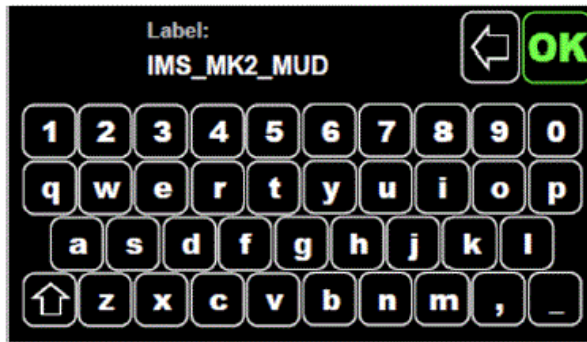 Label:
IMS_MK2_MUD
OK
1 2 3 4 5 6 7 8 9 0
q w e r t y u i o p
a s d f g h j k l
z x c v b n m , _